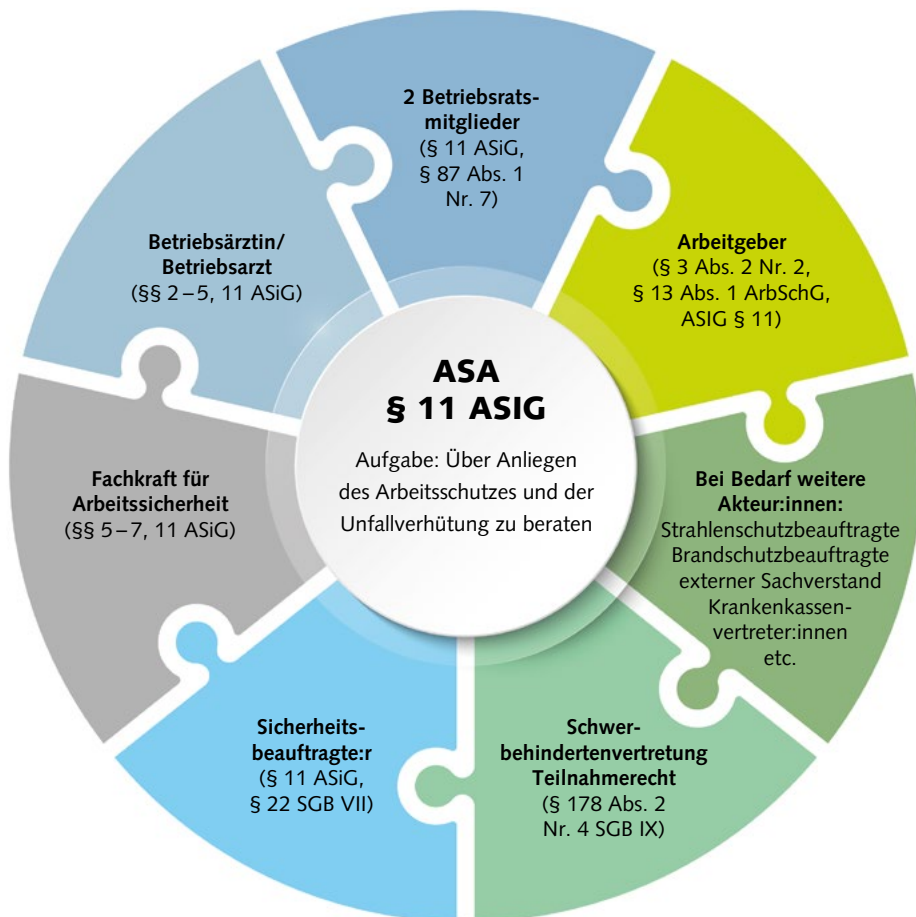 2 Betriebsrats-
mitglieder
(§ 11 ASiG,
§ 87 Abs. 1
Nr. 7)
Arbeitgeber
(§ 3 Abs. 2 Nr. 2,
§ 13 Abs. 1 ArbSchG,
ASIG § 11)
Bei Bedarf weitere
Akteur:innen:
Strahlenschutzbeauftragte
Brandschutzbeauftragte
externer Sachverstand
Krankenkassen-
vertreter:innen
etc.
Schwer-
behindertenvertretung
Teilnahmerecht
(§ 178 Abs. 2
Nr. 4 SGB IX)
Sicherheits-
beauftragte:r
(§ 11 ASiG,
§ 22 SGB VII)
Fachkraft für
Arbeitssicherheit
(§§ 5–7, 11 ASiG)
Betriebsärztin/
Betriebsarzt
(§§ 2–5, 11 ASiG)
ASA
§ 11 ASIG
Aufgabe: Über Anliegen
des Arbeitsschutzes und der
Unfallverhütung zu beraten